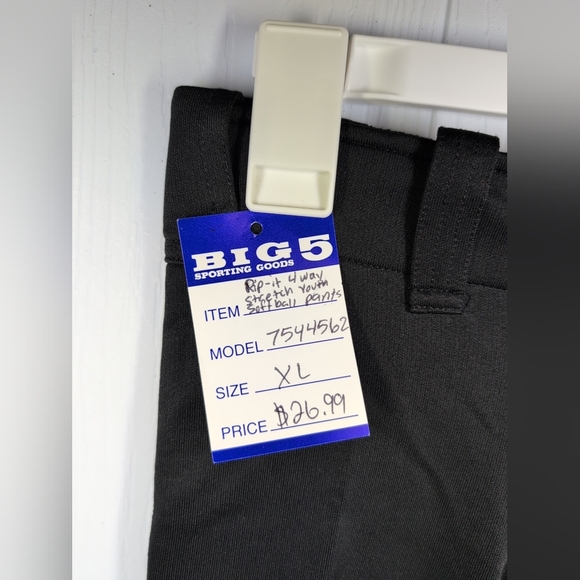 BIG 5
SPORTING GOODS
Rip-it 4 way
stretch youth
ITEM softball pants
MODEL 7544562
SIZE XL
PRICE $26.99